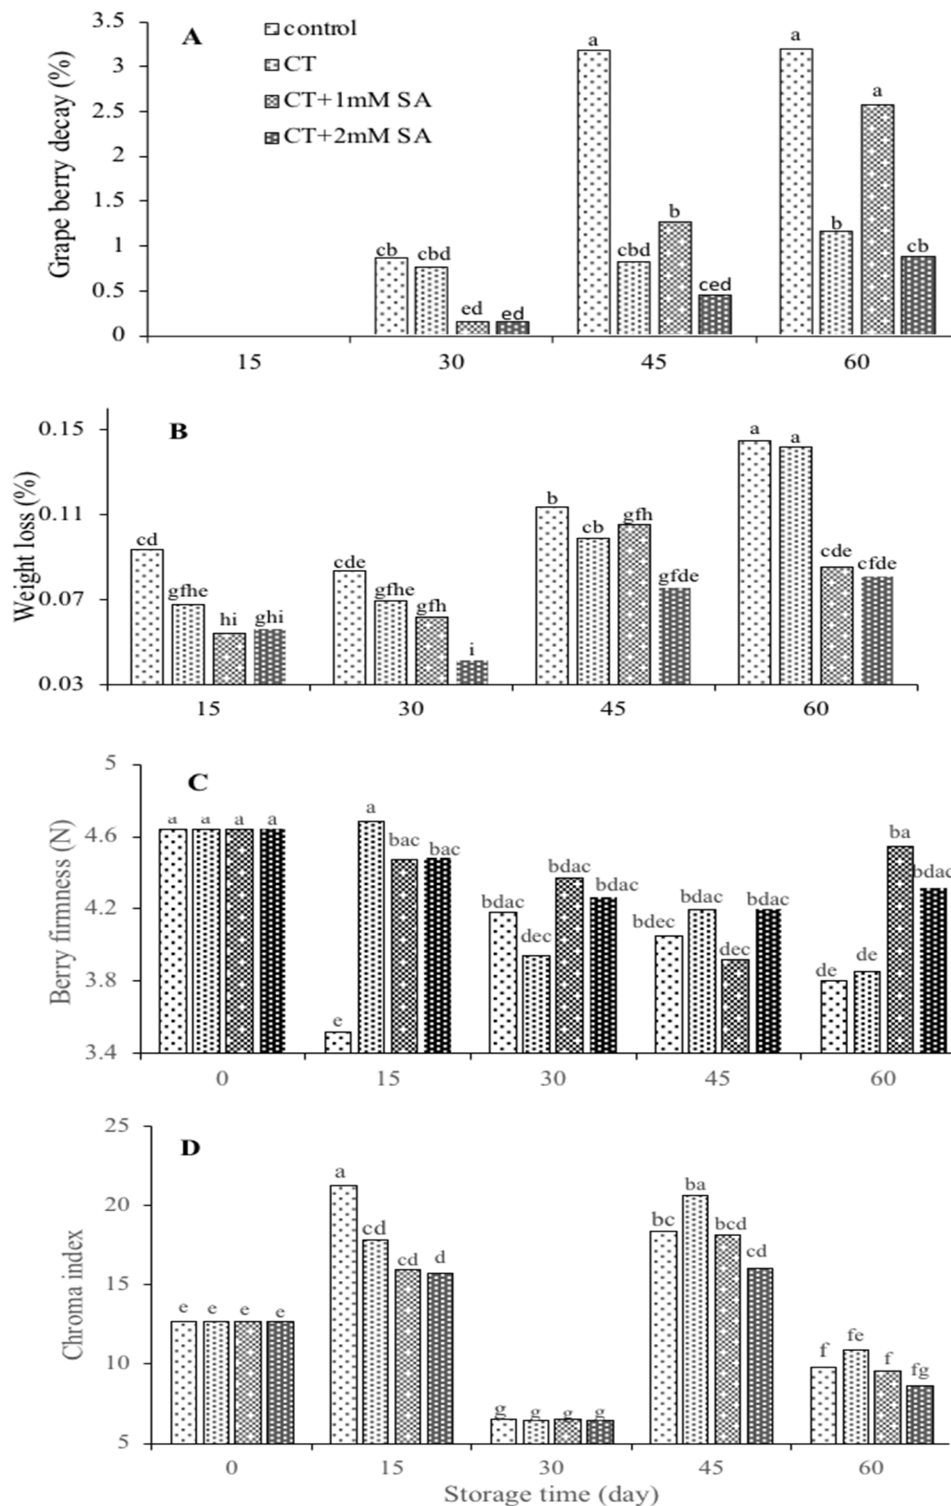 A
control
CT
CT+1mM SA
CT+2mM SA
Grape berry decay (%)
3.5
3
2.5
2
1.5
1
0.5
0
cb cbd ed ed
a cbd b ced
a b a cb
15 30 45 60
B
Weight loss (%)
0.15
0.11
0.07
0.03
cd gfhe hi ghi
cde gfhe gfh i
b cb gfh gfde
a a cde cfde
15 30 45 60
C
Berry firmness (N)
5
4.6
4.2
3.8
3.4
a a a a
e a bac bac
bdac dec bdac bdac
bdec bdac dec bdac
de de ba bdac
0 15 30 45 60
D
Chroma index
25
20
15
10
5
e e e e
a cd cd d
g g g g
bc ba bcd cd
f fe f fg
0 15 30 45 60
Storage time (day)